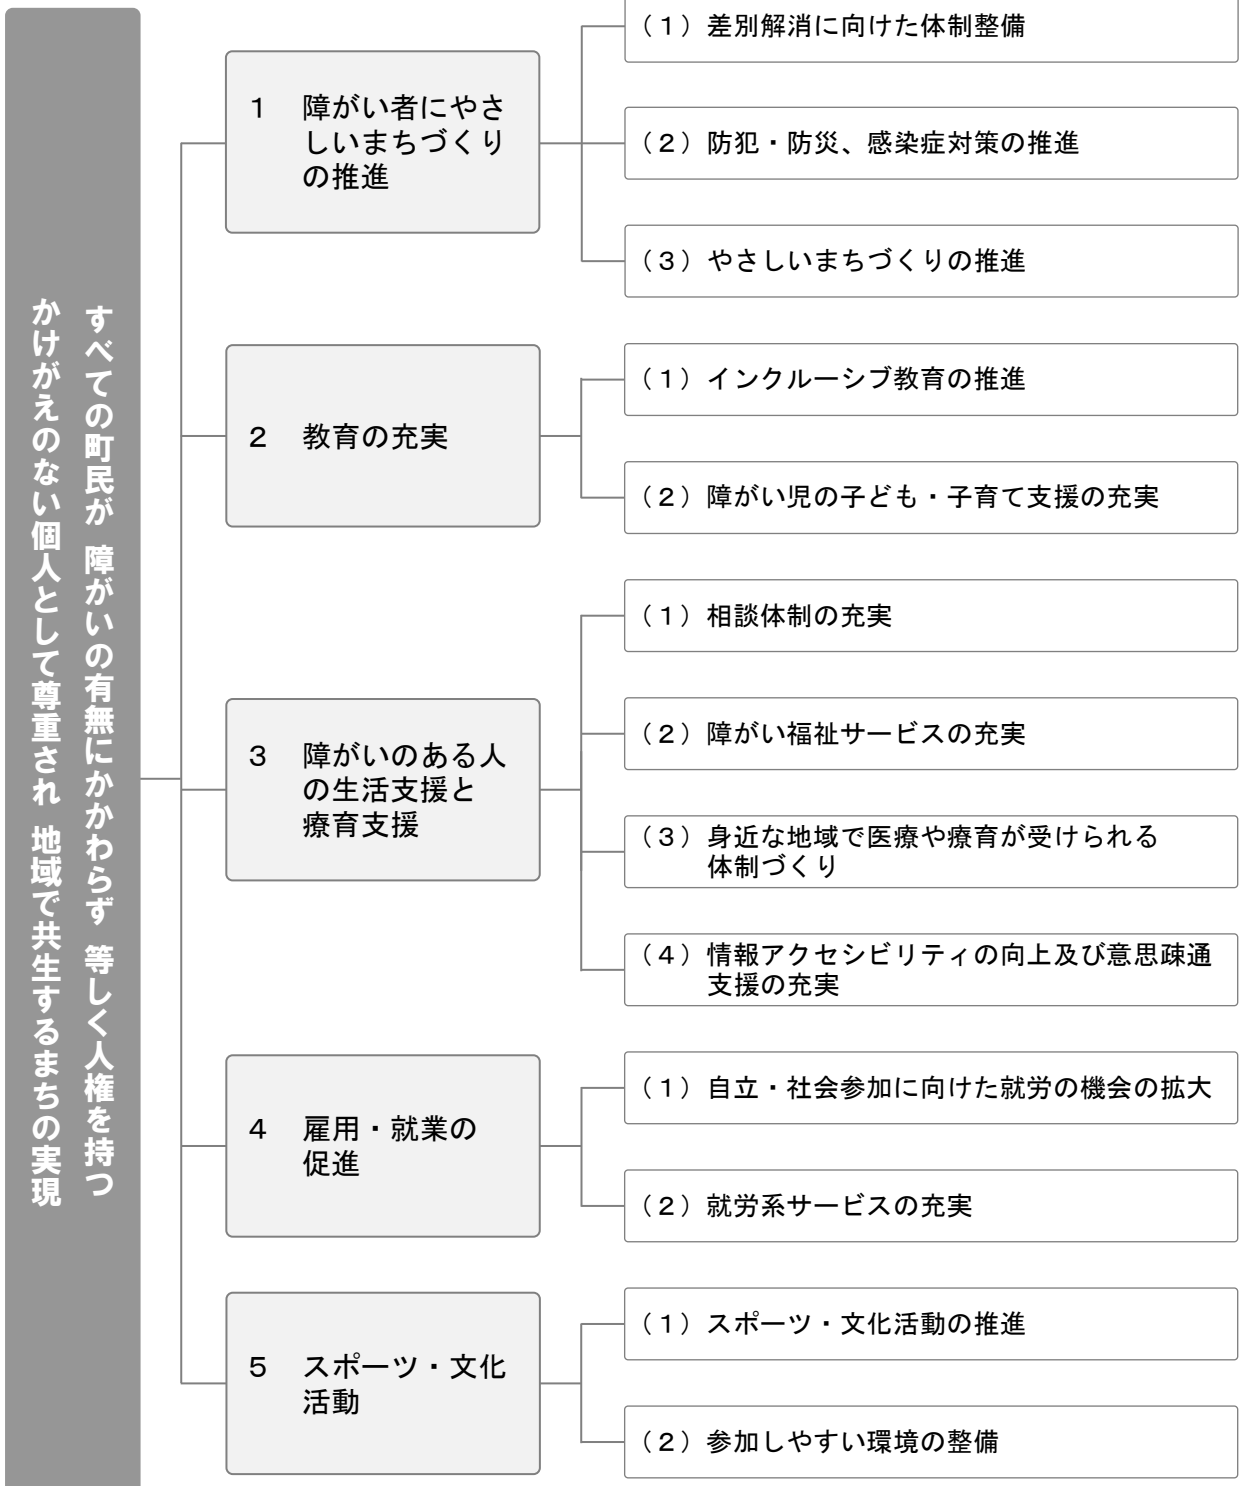 すべての町民が 障がいの有無にかかわらず 等しく人権を持つ
かけがえのない個人として尊重され 地域で共生するまちの実現
1 障がい者にやさ
しいまちづくり
の推進
（１）差別解消に向けた体制整備
（２）防犯・防災、感染症対策の推進
（３）やさしいまちづくりの推進
2 教育の充実
（１）インクルーシブ教育の推進
（２）障がい児の子ども・子育て支援の充実
3 障がいのある人
の生活支援と
療育支援
（１）相談体制の充実
（２）障がい福祉サービスの充実
（３）身近な地域で医療や療育が受けられる
体制づくり
（４）情報アクセシビリティの向上及び意思疎通
支援の充実
4 雇用・就業の
促進
（１）自立・社会参加に向けた就労の機会の拡大
（２）就労系サービスの充実
5 スポーツ・文化
活動
（１）スポーツ・文化活動の推進
（２）参加しやすい環境の整備